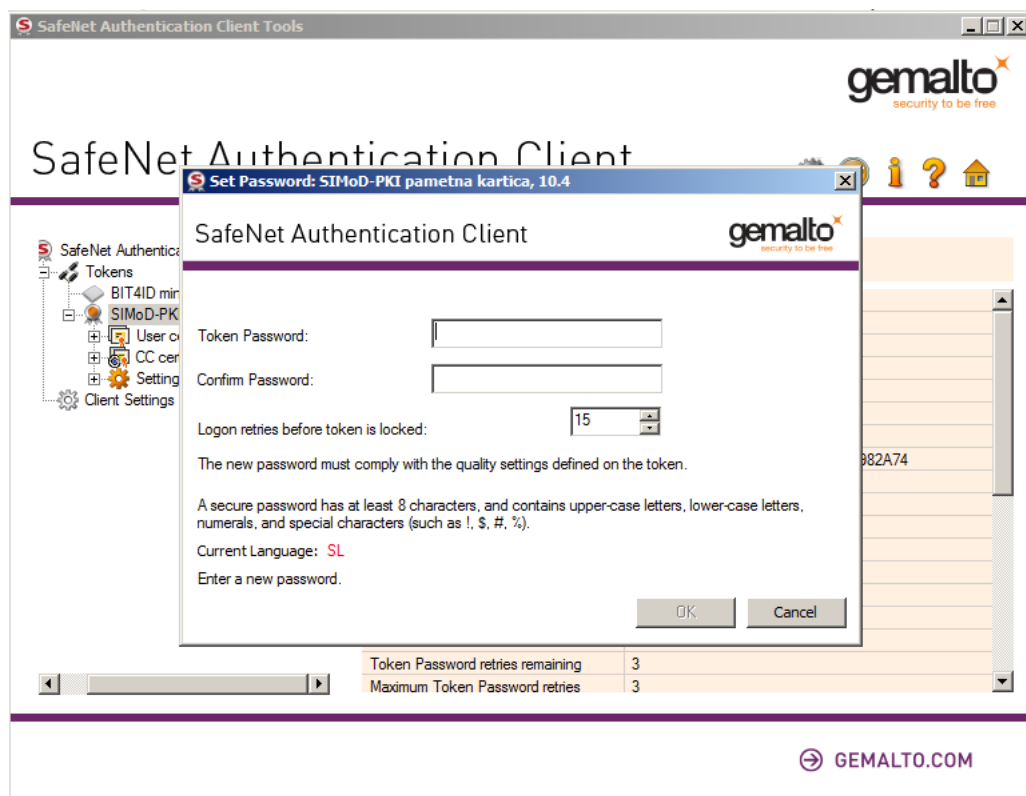 SafeNet Authentication Client Tools
gemalto
security to be free
SafeNet Authentication Client
Set Password: SIMoD-PKI pametna kartica, 10.4
SafeNet Authentication Client
gemalto
security to be free
SafeNet Authentica
Tokens
BIT4ID min
SIMoD-PK
User ce
CC cer
Setting
Client Settings
Token Password:
Confirm Password:
Logon retries before token is locked:
15
The new password must comply with the quality settings defined on the token.
982A74
A secure password has at least 8 characters, and contains upper-case letters, lower-case letters,
numerals, and special characters (such as !, $, #, %).
Current Language: SL
Enter a new password.
OK
Cancel
Token Password retries remaining 3
Maximum Token Password retries 3
GEMALTO.COM